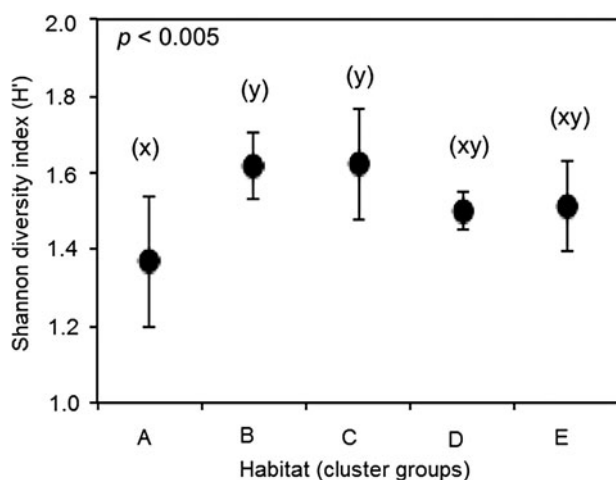 2.0
p < 0.005
(y)
(y)
1.8
(x)
(xy)
(xy)
1.6
1.4
1.2
1.0
Shannon diversity index (H')
A B C D E
Habitat (cluster groups)